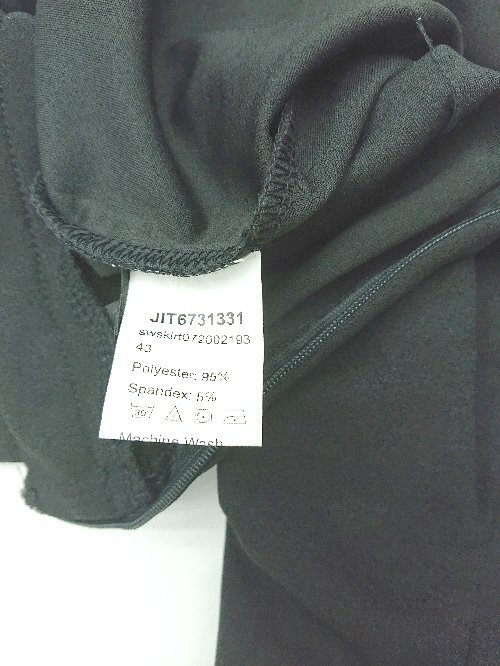 JIT6731331
swskirt072002193
43
Polyester: 95%
Spandex: 5%
Machine Wash